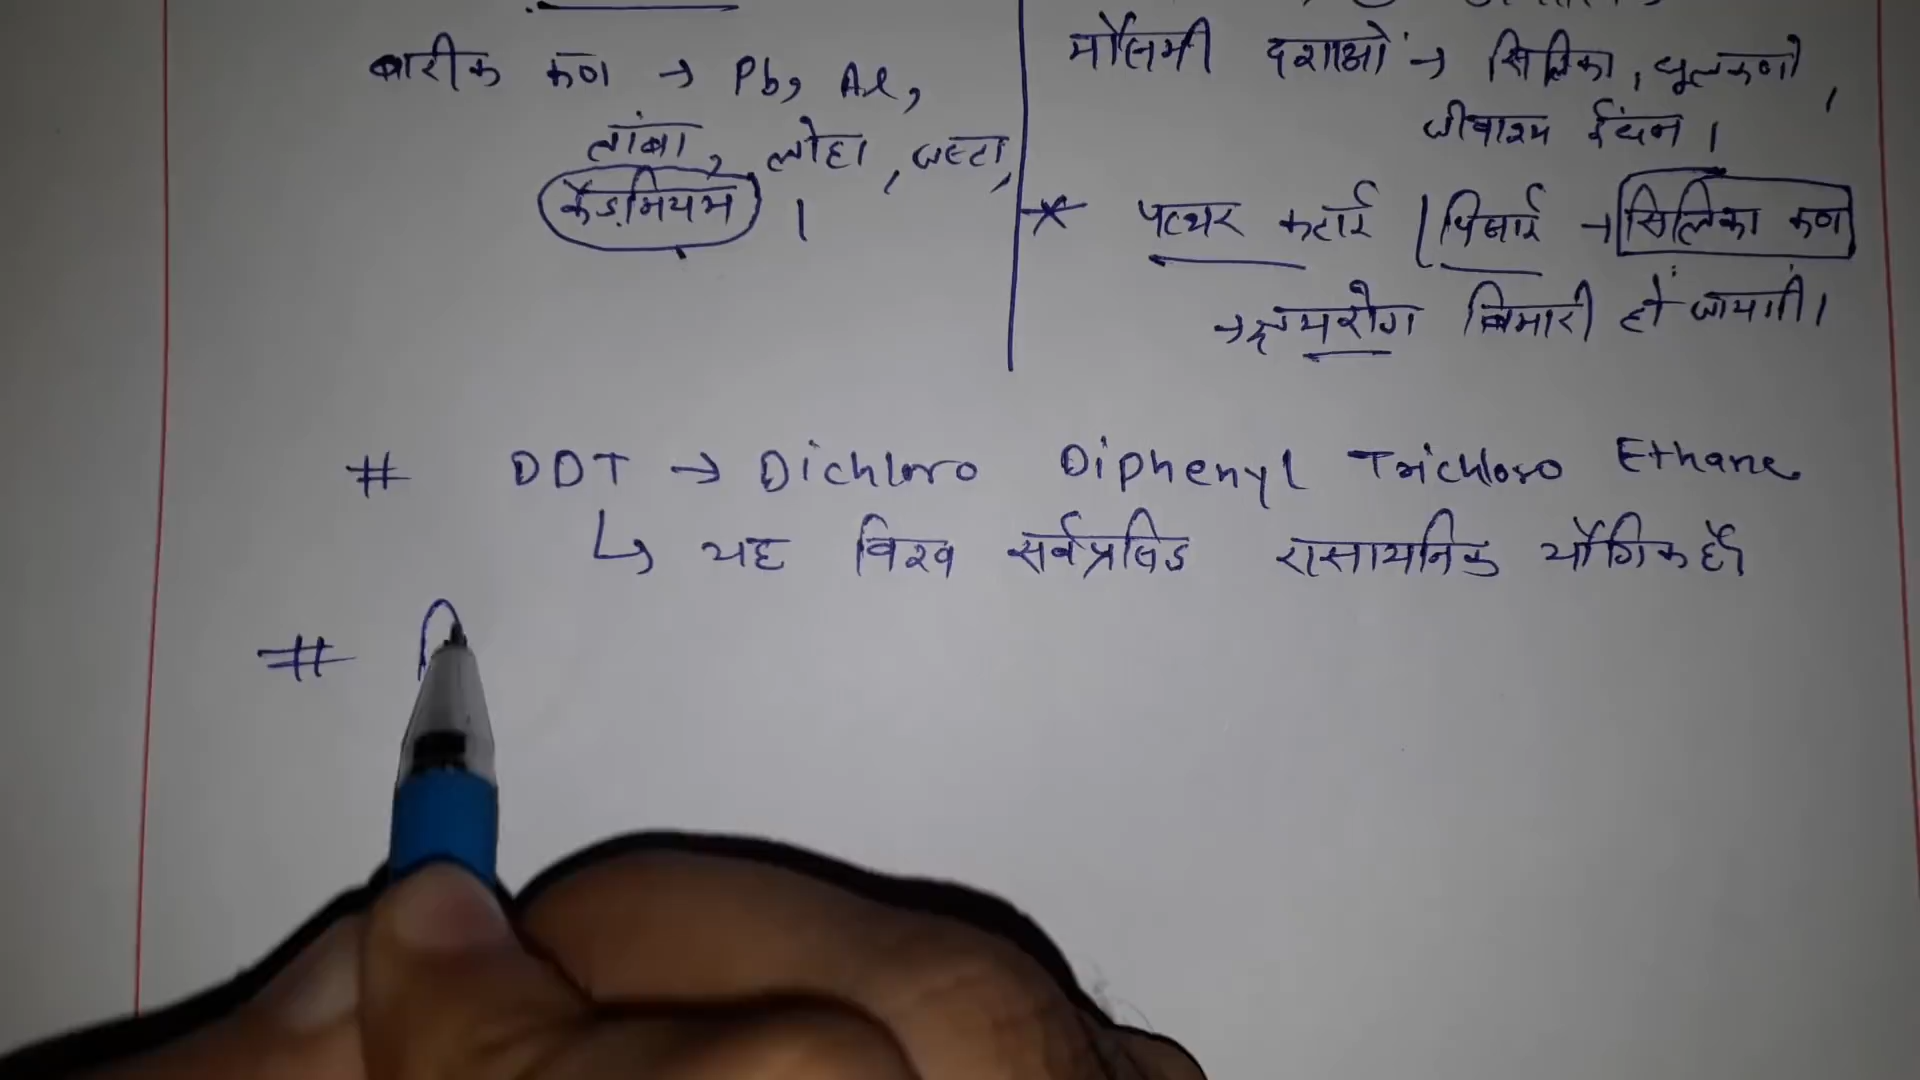 बारीक कण → Pb, Al,
तांबा, लोहा, जस्ता,
कैडमियम ।
मौसमी दशाओं → सिलिका, धूलकणो,
जीवाश्म ईंधन ।
* पत्थर कटाई / पिसाई → सिलिका कण
→ क्षयरोग बिमारी हो जायगी।
# DDT → Dichloro Diphenyl Trichloro Ethane
↳ यह विश्व सर्वप्रसिद्ध रासायनिक यौगिक है।
#